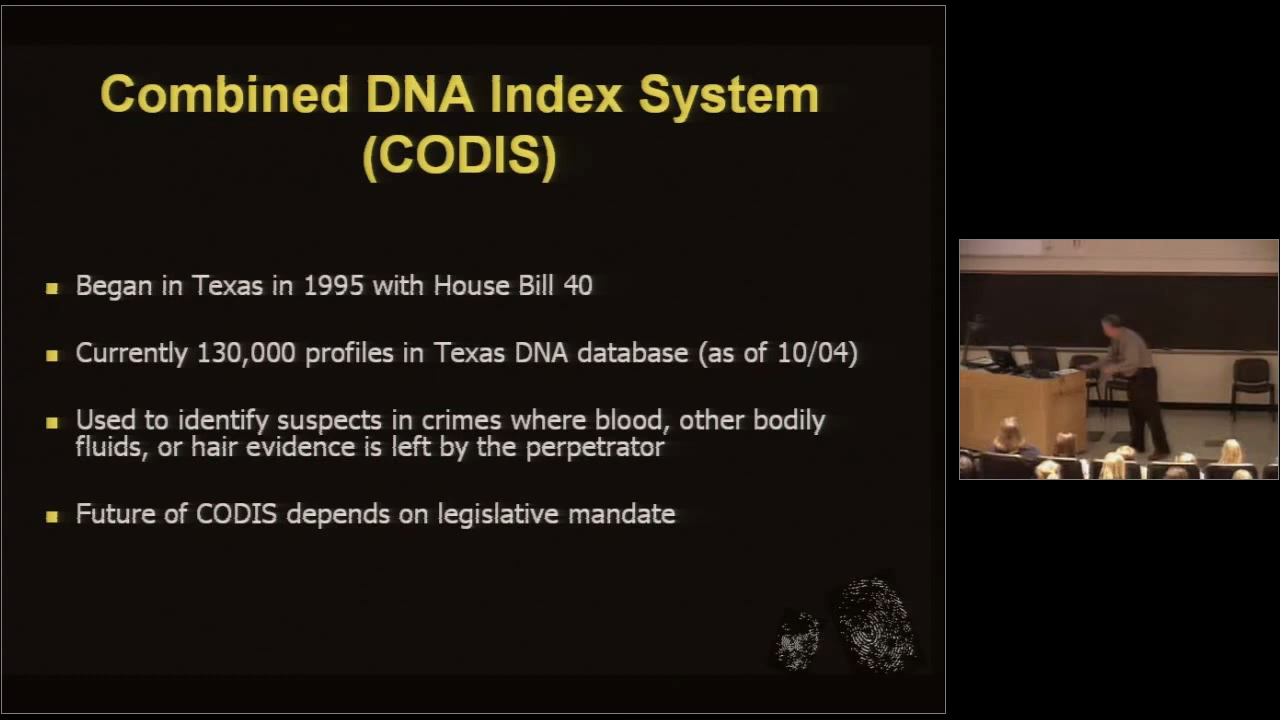 Combined DNA Index System
(CODIS)
Began in Texas in 1995 with House Bill 40
Currently 130,000 profiles in Texas DNA database (as of 10/04)
Used to identify suspects in crimes where blood, other bodily
fluids, or hair evidence is left by the perpetrator
Future of CODIS depends on legislative mandate